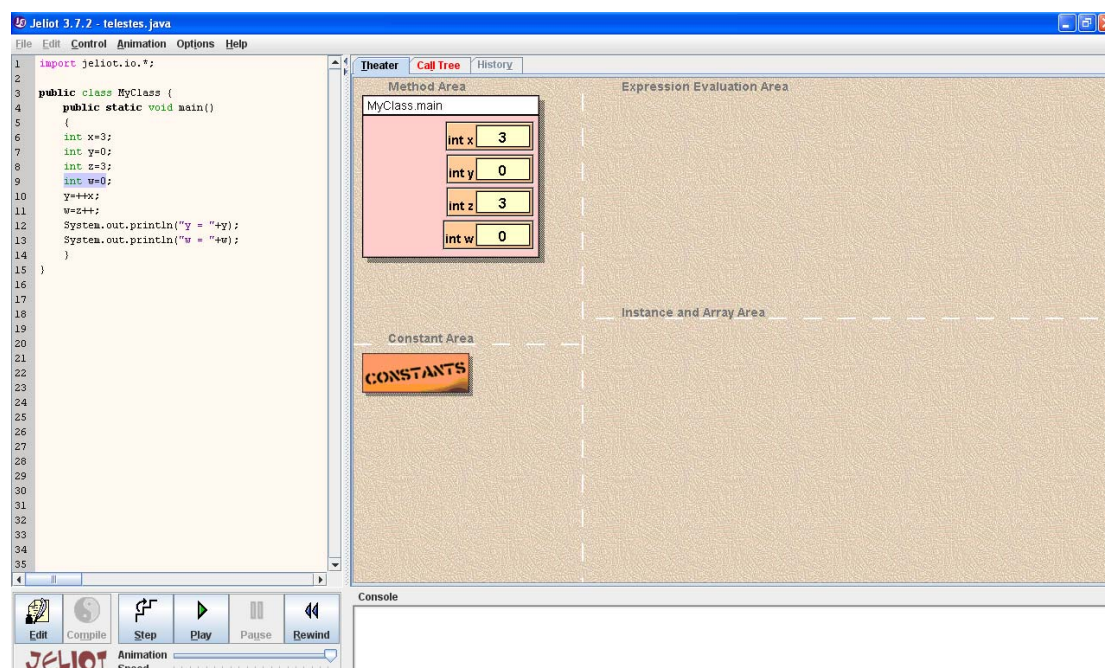 Jeliot 3.7.2 - telestes.java
File Edit Control Animation Options Help
1 import jeliot.io.*;
2
3 public class MyClass {
4 public static void main()
5 {
6 int x=3;
7 int y=0;
8 int z=3;
9 int w=0;
10 y=++x;
11 w=z++;
12 System.out.println("y = "+y);
13 System.out.println("w = "+w);
14 }
15 }
16
17
18
19
20
21
22
23
24
25
26
27
28
29
30
31
32
33
34
35
Theater Call Tree History
Method Area
MyClass.main
int x 3
int y 0
int z 3
int w 0
Expression Evaluation Area
Constant Area
CONSTANTS
Instance and Array Area
Edit Compile Step Play Pause Rewind
JELIOT
Animation
Speed
Console